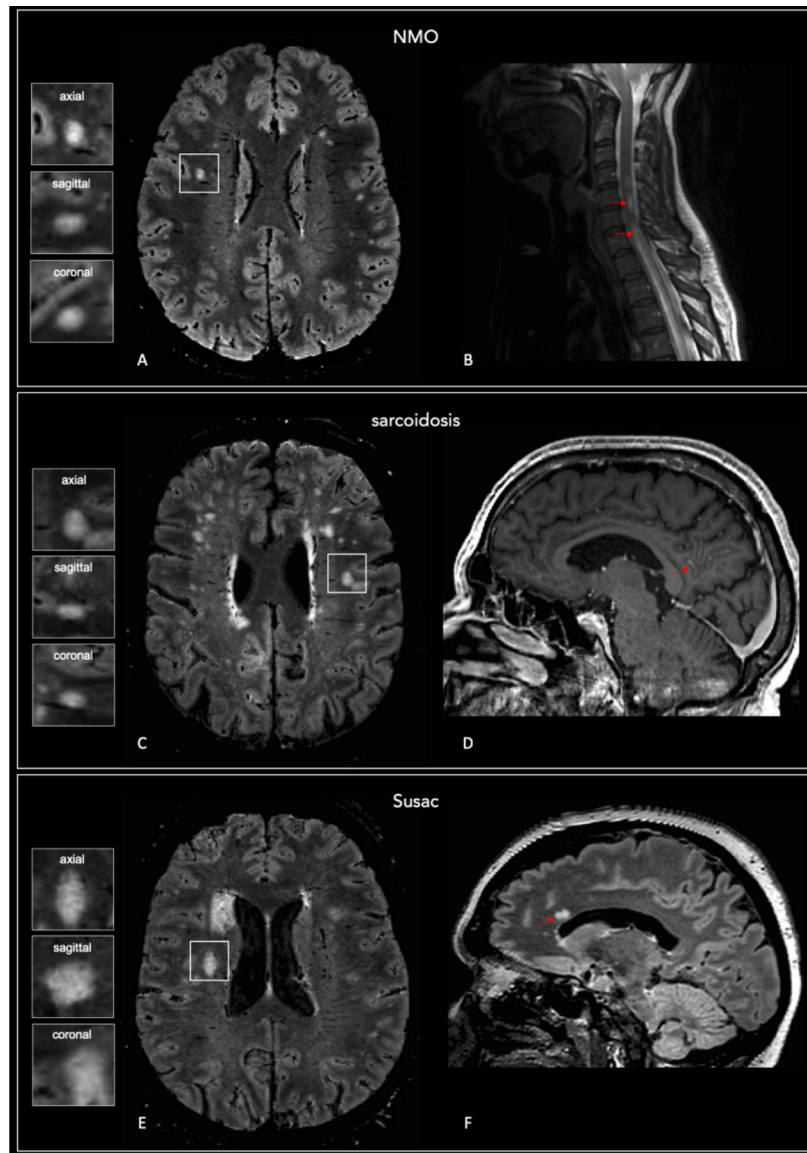 NMO
axial
sagittal
coronal
A
B
sarcoidosis
axial
sagittal
coronal
C
D
Susac
axial
sagittal
coronal
E
F